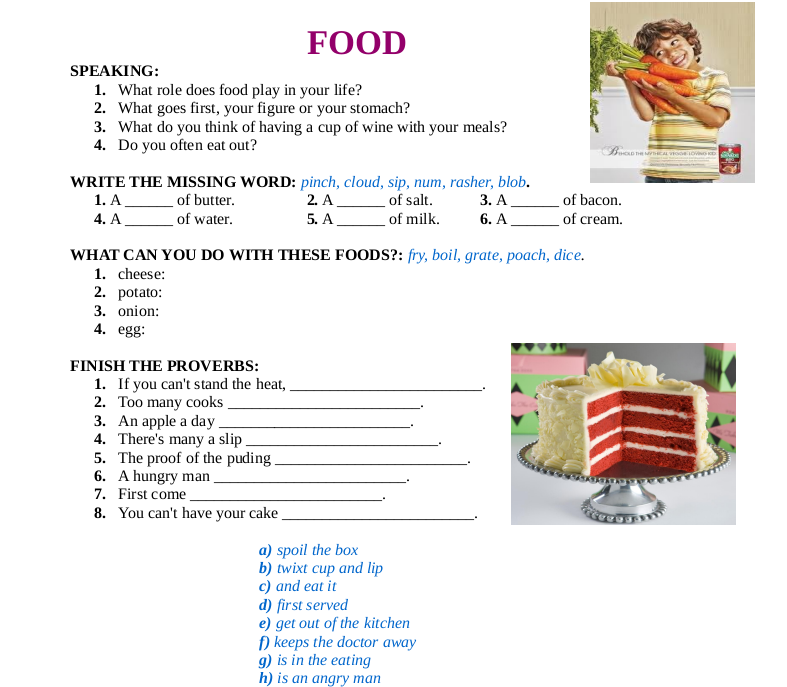 FOOD
SPEAKING:
1. What role does food play in your life?
2. What goes first, your figure or your stomach?
3. What do you think of having a cup of wine with your meals?
4. Do you often eat out?
WRITE THE MISSING WORD: pinch, cloud, sip, num, rasher, blob.
1. A ______ of butter. 2. A ______ of salt. 3. A ______ of bacon.
4. A ______ of water. 5. A ______ of milk. 6. A ______ of cream.
WHAT CAN YOU DO WITH THESE FOODS?: fry, boil, grate, poach, dice.
1. cheese:
2. potato:
3. onion:
4. egg:
FINISH THE PROVERBS:
1. If you can't stand the heat, ________________________.
2. Too many cooks ________________________.
3. An apple a day ________________________.
4. There's many a slip ________________________.
5. The proof of the puding ________________________.
6. A hungry man ________________________.
7. First come ________________________.
8. You can't have your cake ________________________.
a) spoil the box
b) twixt cup and lip
c) and eat it
d) first served
e) get out of the kitchen
f) keeps the doctor away
g) is in the eating
h) is an angry man